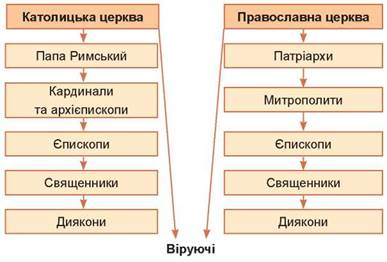 Католицька церква
Папа Римський
Кардинали
та архієпископи
Єпископи
Священники
Диякони
Православна церква
Патріархи
Митрополити
Єпископи
Священники
Диякони
Віруючі